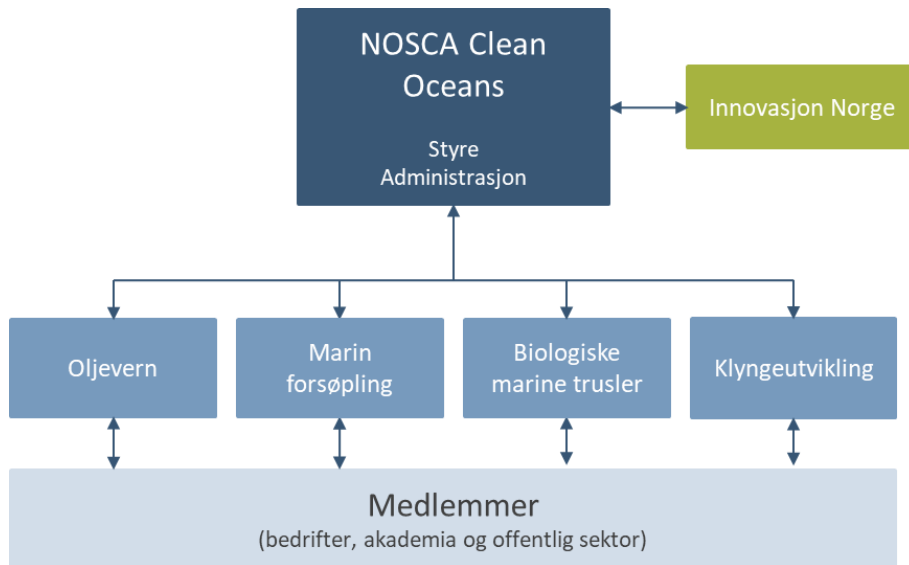 NOSCA Clean
Oceans
Styre
Administrasjon
Innovasjon Norge
Oljevern
Marin
forsøpling
Biologiske
marine trusler
Klyngeutvikling
Medlemmer
(bedrifter, akademia og offentlig sektor)